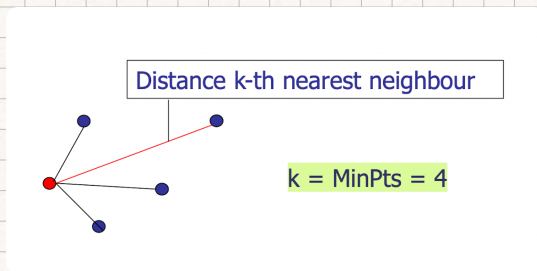 Distance k-th nearest neighbour
k = MinPts = 4